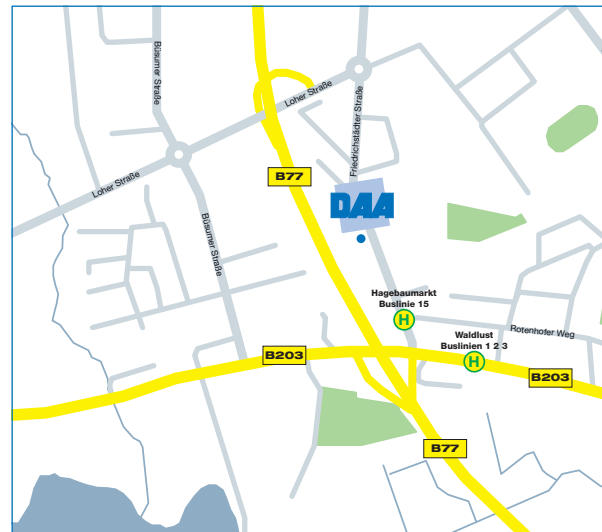 Büsumer Straße
Loher Straße
Friedrichstädter Straße
Loher Straße
B77
DAA
Büsumer Straße
Hagebaumarkt
Buslinie 15
H
Rotenhofer Weg
Waldlust
Buslinien 1 2 3
H
B203
B203
B77